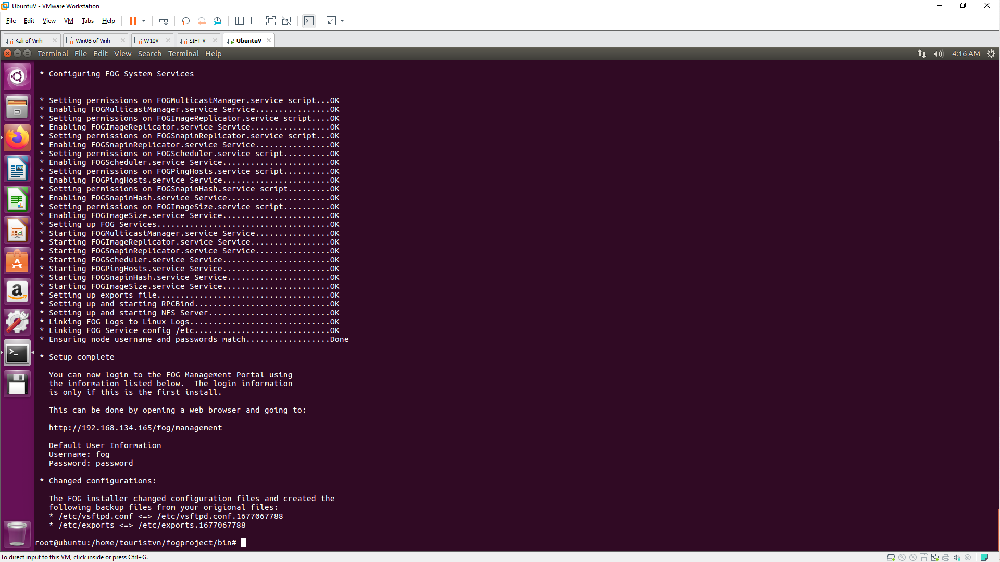 UbuntuV - VMware Workstation
File Edit View VM Tabs Help
Kali of Vinh Win08 of Vinh W10V SIFT V UbuntuV
Terminal File Edit View Search Terminal Help 4:16 AM
* Configuring FOG System Services
* Setting permissions on FOGMulticastManager.service script...OK
* Enabling FOGMulticastManager.service Service................OK
* Setting permissions on FOGImageReplicator.service script....OK
* Enabling FOGImageReplicator.service Service.................OK
* Setting permissions on FOGSnapinReplicator.service script...OK
* Enabling FOGSnapinReplicator.service Service................OK
* Setting permissions on FOGScheduler.service script..........OK
* Enabling FOGScheduler.service Service.......................OK
* Setting permissions on FOGPingHosts.service script..........OK
* Enabling FOGPingHosts.service Service.......................OK
* Setting permissions on FOGSnapinHash.service script.........OK
* Enabling FOGSnapinHash.service Service......................OK
* Setting permissions on FOGImageSize.service script..........OK
* Enabling FOGImageSize.service Service.......................OK
* Setting up FOG Services.....................................OK
* Starting FOGMulticastManager.service Service................OK
* Starting FOGImageReplicator.service Service.................OK
* Starting FOGSnapinReplicator.service Service................OK
* Starting FOGScheduler.service Service.......................OK
* Starting FOGPingHosts.service Service.......................OK
* Starting FOGSnapinHash.service Service......................OK
* Starting FOGImageSize.service Service.......................OK
* Setting up exports file.....................................OK
* Setting up and starting RPCBind.............................OK
* Setting up and starting NFS Server..........................OK
* Linking FOG Logs to Linux Logs..............................OK
* Linking FOG Service config /etc.............................OK
* Ensuring node username and passwords match..................Done
* Setup complete
You can now login to the FOG Management Portal using
the information listed below.  The login information
is only if this is the first install.
This can be done by opening a web browser and going to:
http://192.168.134.165/fog/management
Default User Information
Username: fog
Password: password
* Changed configurations:
The FOG installer changed configuration files and created the
following backup files from your origional files:
* /etc/vsftpd.conf <=> /etc/vsftpd.conf.1677067788
* /etc/exports <=> /etc/exports.1677067788
root@ubuntu:/home/touristvn/fogproject/bin#
To direct input to this VM, click inside or press Ctrl+G.